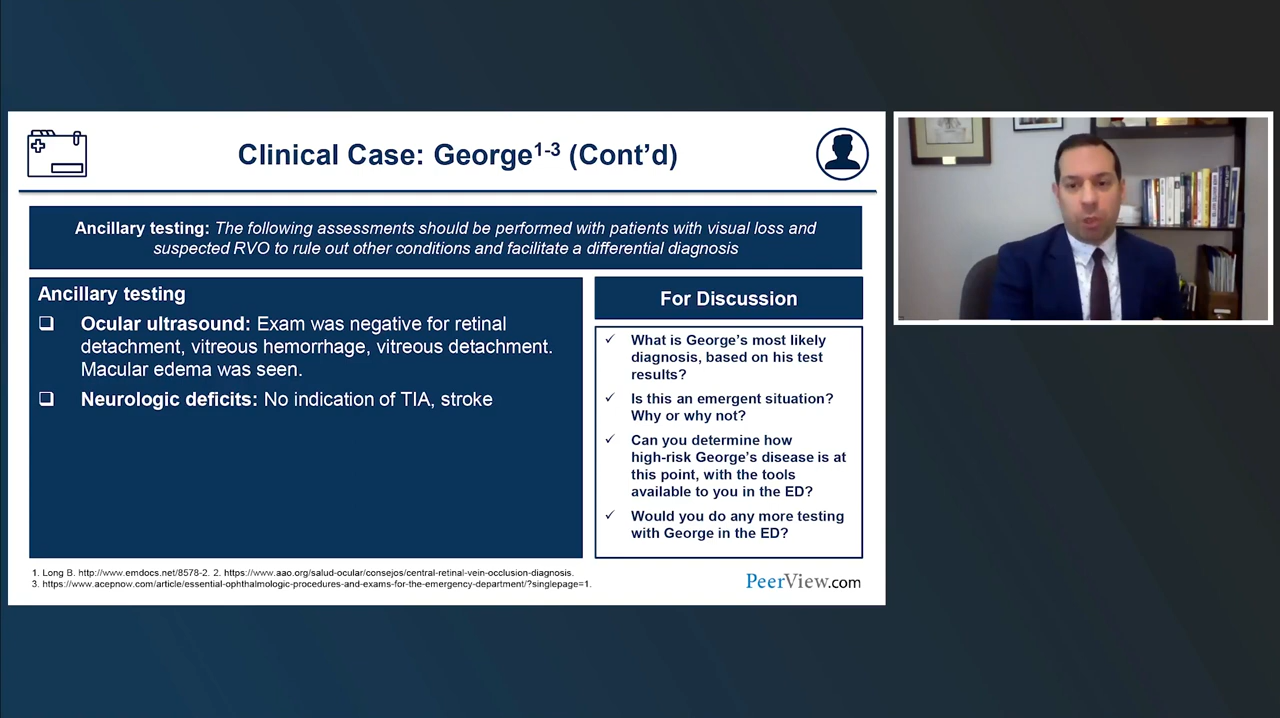 Clinical Case: George1-3 (Cont’d)
Ancillary testing: The following assessments should be performed with patients with visual loss and
suspected RVO to rule out other conditions and facilitate a differential diagnosis
Ancillary testing
❑ Ocular ultrasound: Exam was negative for retinal
detachment, vitreous hemorrhage, vitreous detachment.
Macular edema was seen.
❑ Neurologic deficits: No indication of TIA, stroke
For Discussion
✓ What is George’s most likely
diagnosis, based on his test
results?
✓ Is this an emergent situation?
Why or why not?
✓ Can you determine how
high-risk George’s disease is at
this point, with the tools
available to you in the ED?
✓ Would you do any more testing
with George in the ED?
1. Long B. http://www.emdocs.net/8578-2. 2. https://www.aao.org/salud-ocular/consejos/central-retinal-vein-occlusion-diagnosis.
3. https://www.acepnow.com/article/essential-ophthalmologic-procedures-and-exams-for-the-emergency-department/?singlepage=1.
PeerView.com